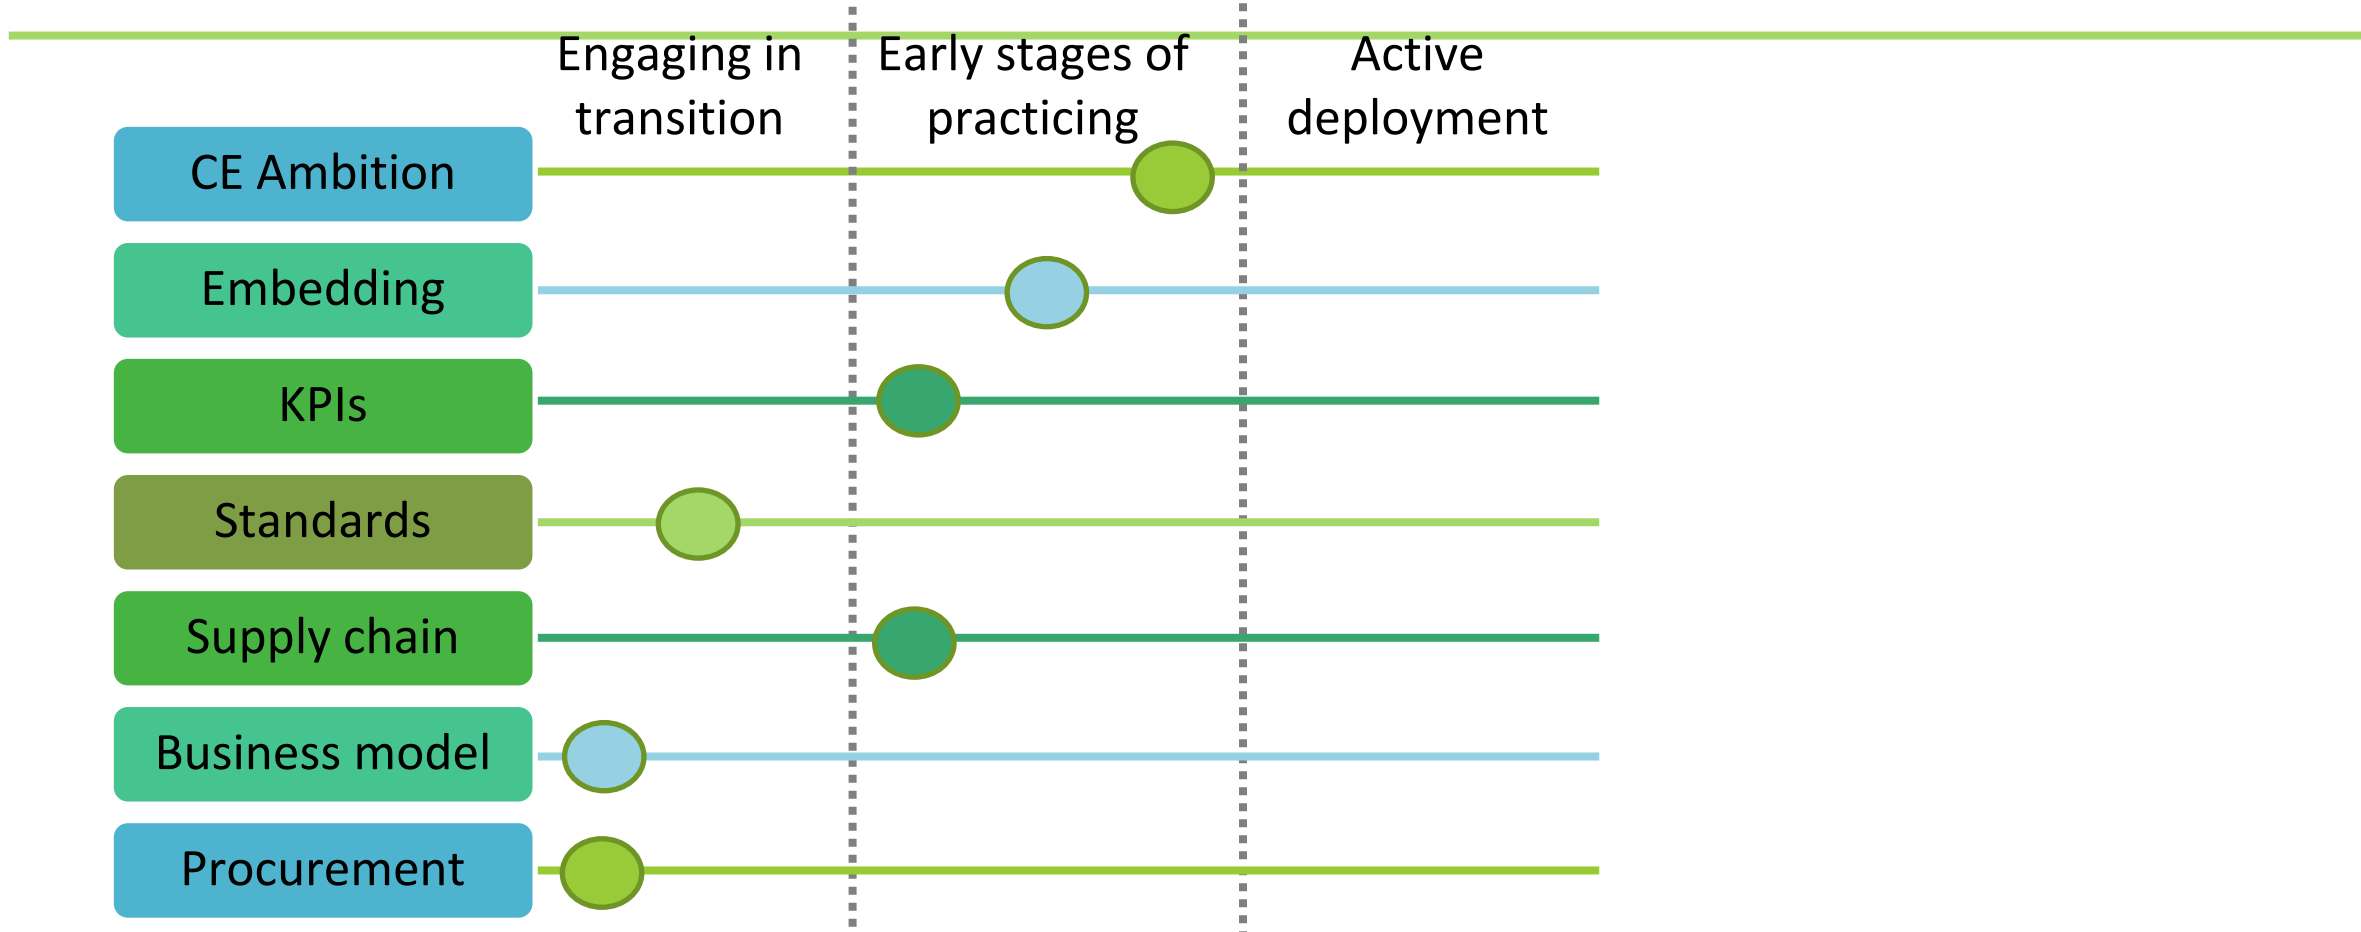 Engaging in
transition
Early stages of
practicing
Active
deployment
CE Ambition
Embedding
KPIs
Standards
Supply chain
Business model
Procurement